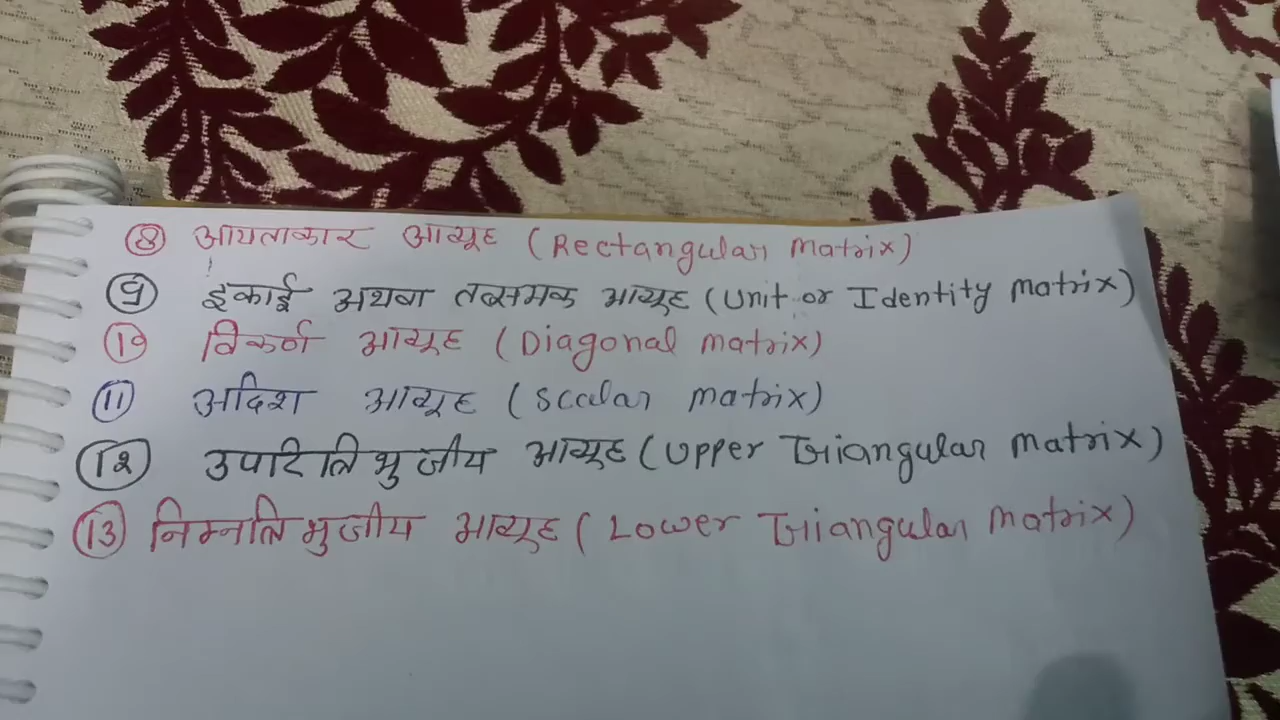 (8) आयताकार आव्यूह (Rectangular matrix)
(9) इकाई अथवा तत्समक आव्यूह (Unit or Identity matrix)
(10) विकर्ण आव्यूह (Diagonal matrix)
(11) अदिश आव्यूह (Scalar matrix)
(12) उपरित्रिभुजीय आव्यूह (Upper Triangular matrix)
(13) निम्नत्रिभुजीय आव्यूह (Lower Triangular matrix)